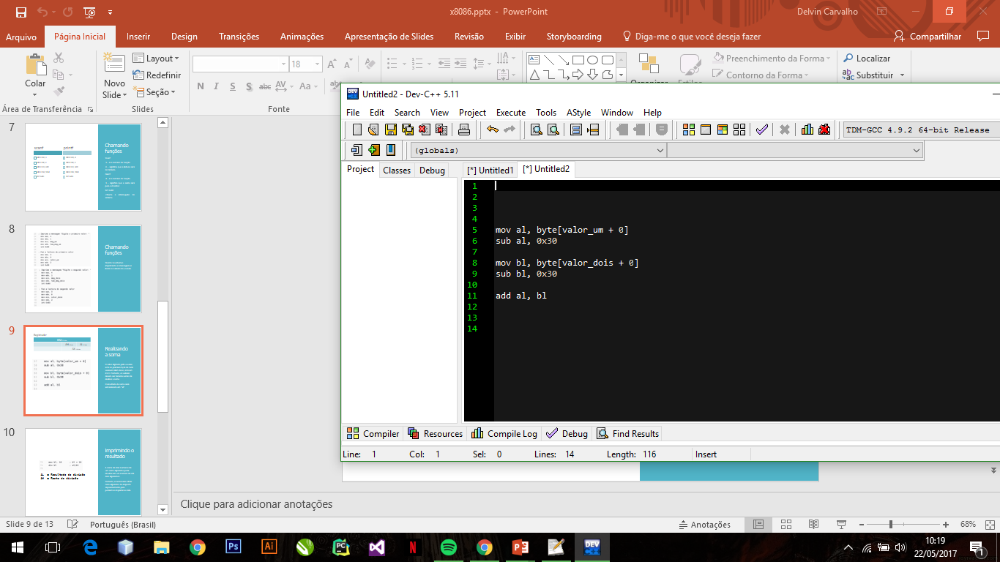 x8086.pptx - PowerPoint
Delvin Carvalho
Arquivo
Página Inicial
Inserir
Design
Transições
Animações
Apresentação de Slides
Revisão
Exibir
Storyboarding
Diga-me o que você deseja fazer
Compartilhar
Colar
Novo
Slide
Layout
Redefinir
Seção
18
N I S S abc AV Aa
Preenchimento da Forma
Contorno da Forma
Localizar
Substituir
Área de Transferência
Slides
Fonte
Untitled2 - Dev-C++ 5.11
File Edit Search View Project Execute Tools AStyle Window Help
TDM-GCC 4.9.2 64-bit Release
(globals)
Project Classes Debug
[*] Untitled1 [*] Untitled2
1
2
3
4
5 mov al, byte[valor_um + 0]
6 sub al, 0x30
7
8 mov bl, byte[valor_dois + 0]
9 sub bl, 0x30
10
11 add al, bl
12
13
14
Compiler Resources Compile Log Debug Find Results
Line: 1 Col: 1 Sel: 0 Lines: 14 Length: 116 Insert
7
scanf printf
Chamando
funções
8
Chamando
funções
9
Realizando
a soma
mov al, byte[valor_um + 0]
sub al, 0x30
mov bl, byte[valor_dois + 0]
sub bl, 0x30
add al, bl
10
Imprimindo o
resultado
Clique para adicionar anotações
Slide 9 de 13
Português (Brasil)
Anotações
68%
10:19
22/05/2017